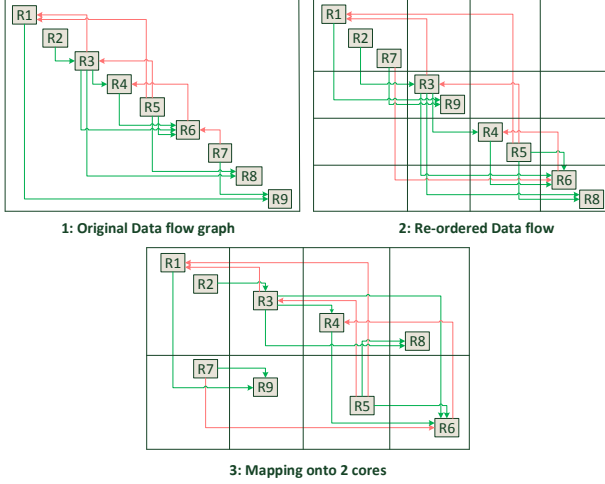 R1
R2
R3
R4
R5
R6
R7
R8
R9
1: Original Data flow graph
R1
R2
R7
R3
R9
R4
R5
R6
R8
2: Re-ordered Data flow
R1
R2
R3
R4
R8
R7
R9
R5
R6
3: Mapping onto 2 cores